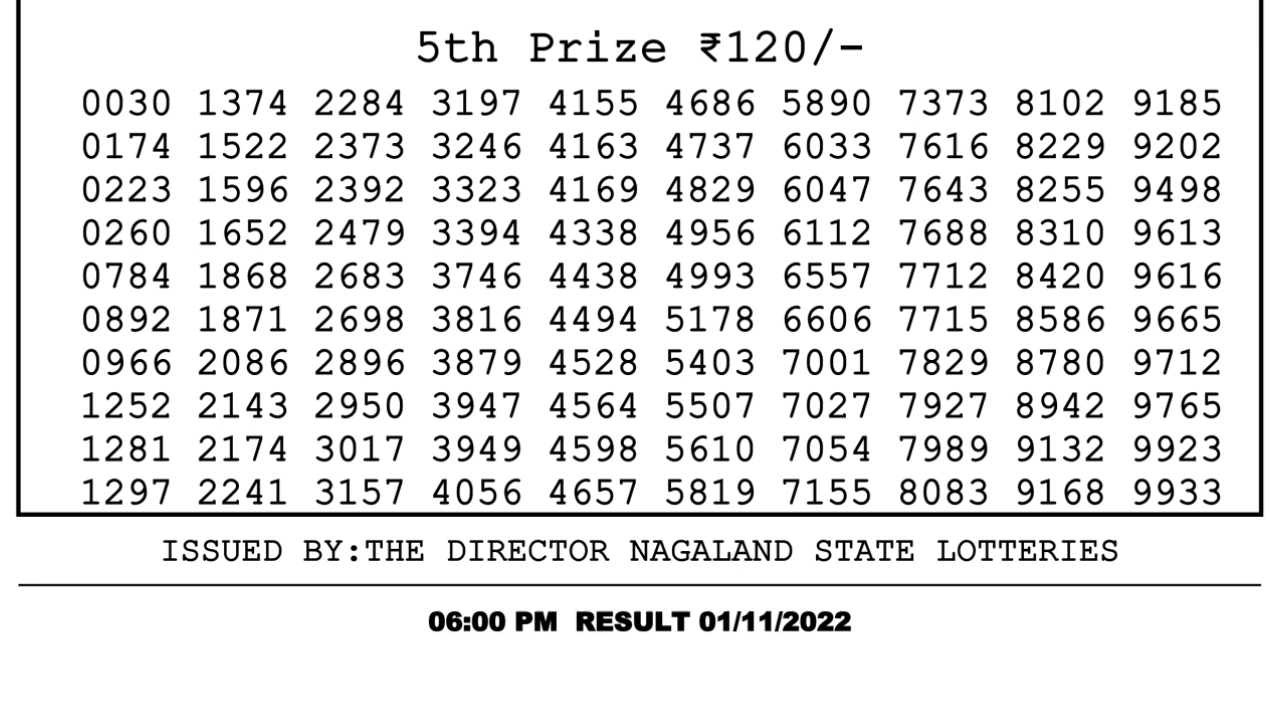 5th Prize ₹120/-
0030 1374 2284 3197 4155 4686 5890 7373 8102 9185
0174 1522 2373 3246 4163 4737 6033 7616 8229 9202
0223 1596 2392 3323 4169 4829 6047 7643 8255 9498
0260 1652 2479 3394 4338 4956 6112 7688 8310 9613
0784 1868 2683 3746 4438 4993 6557 7712 8420 9616
0892 1871 2698 3816 4494 5178 6606 7715 8586 9665
0966 2086 2896 3879 4528 5403 7001 7829 8780 9712
1252 2143 2950 3947 4564 5507 7027 7927 8942 9765
1281 2174 3017 3949 4598 5610 7054 7989 9132 9923
1297 2241 3157 4056 4657 5819 7155 8083 9168 9933
ISSUED BY:THE DIRECTOR NAGALAND STATE LOTTERIES
06:00 PM RESULT 01/11/2022